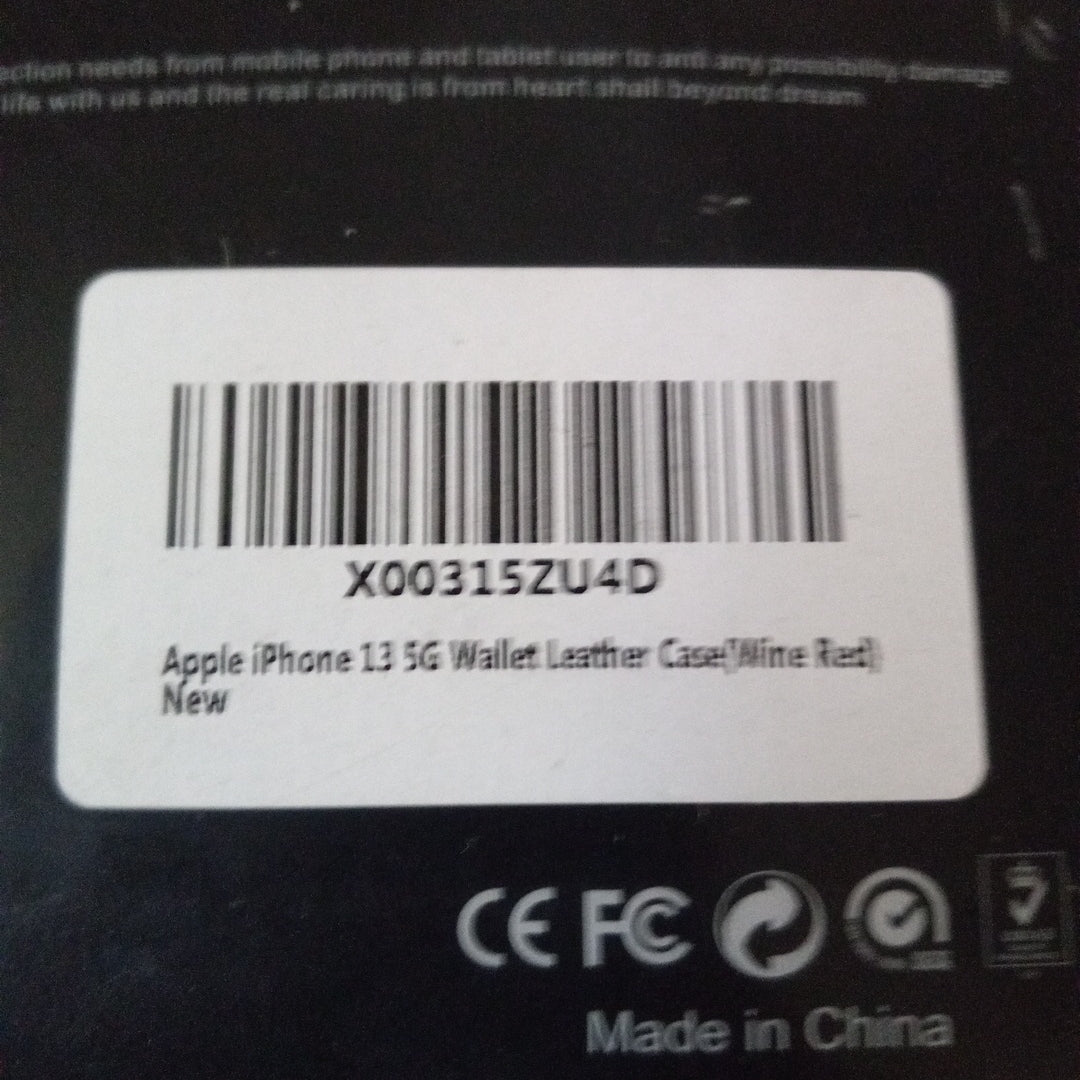 ection needs from mobile phone and tablet user to anti any possibility damage
life with us and the real caring is from heart shall beyond dream.
X00315ZU4D
Apple iPhone 13 5G Wallet Leather Case(Wine Red)
New
CE FC
Made in China